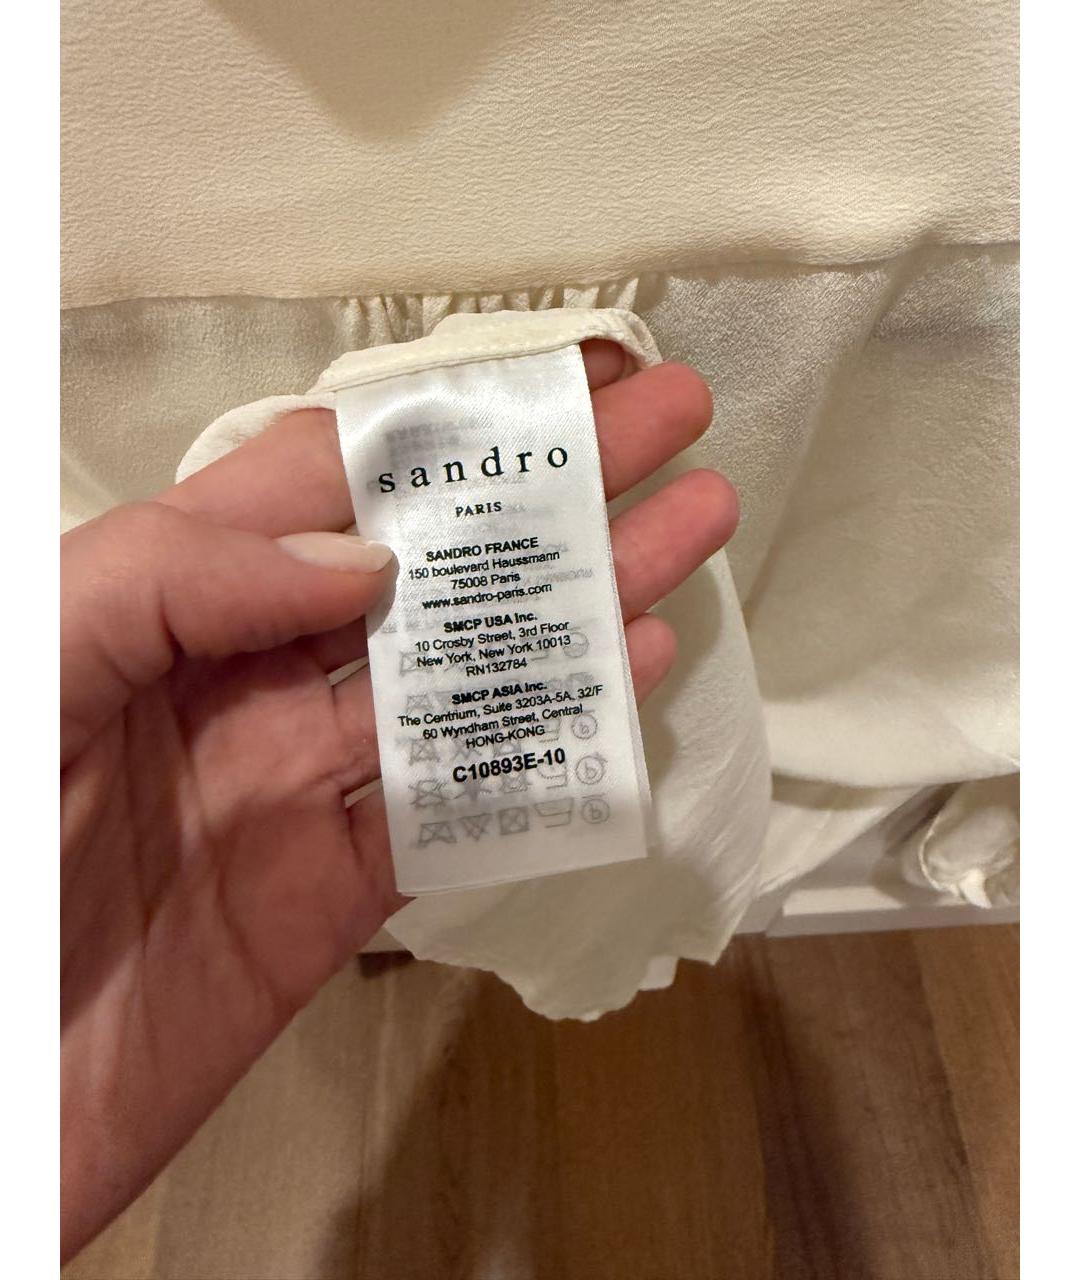 sandro
PARIS
SANDRO FRANCE
150 boulevard Haussmann
75008 Paris
www.sandro-paris.com
SMCP USA Inc.
10 Crosby Street, 3rd Floor
New York, New York 10013
RN132784
SMCP ASIA Inc.
The Centrium, Suite 3203A-5A, 32/F
60 Wyndham Street, Central
HONG-KONG
C10893E-10